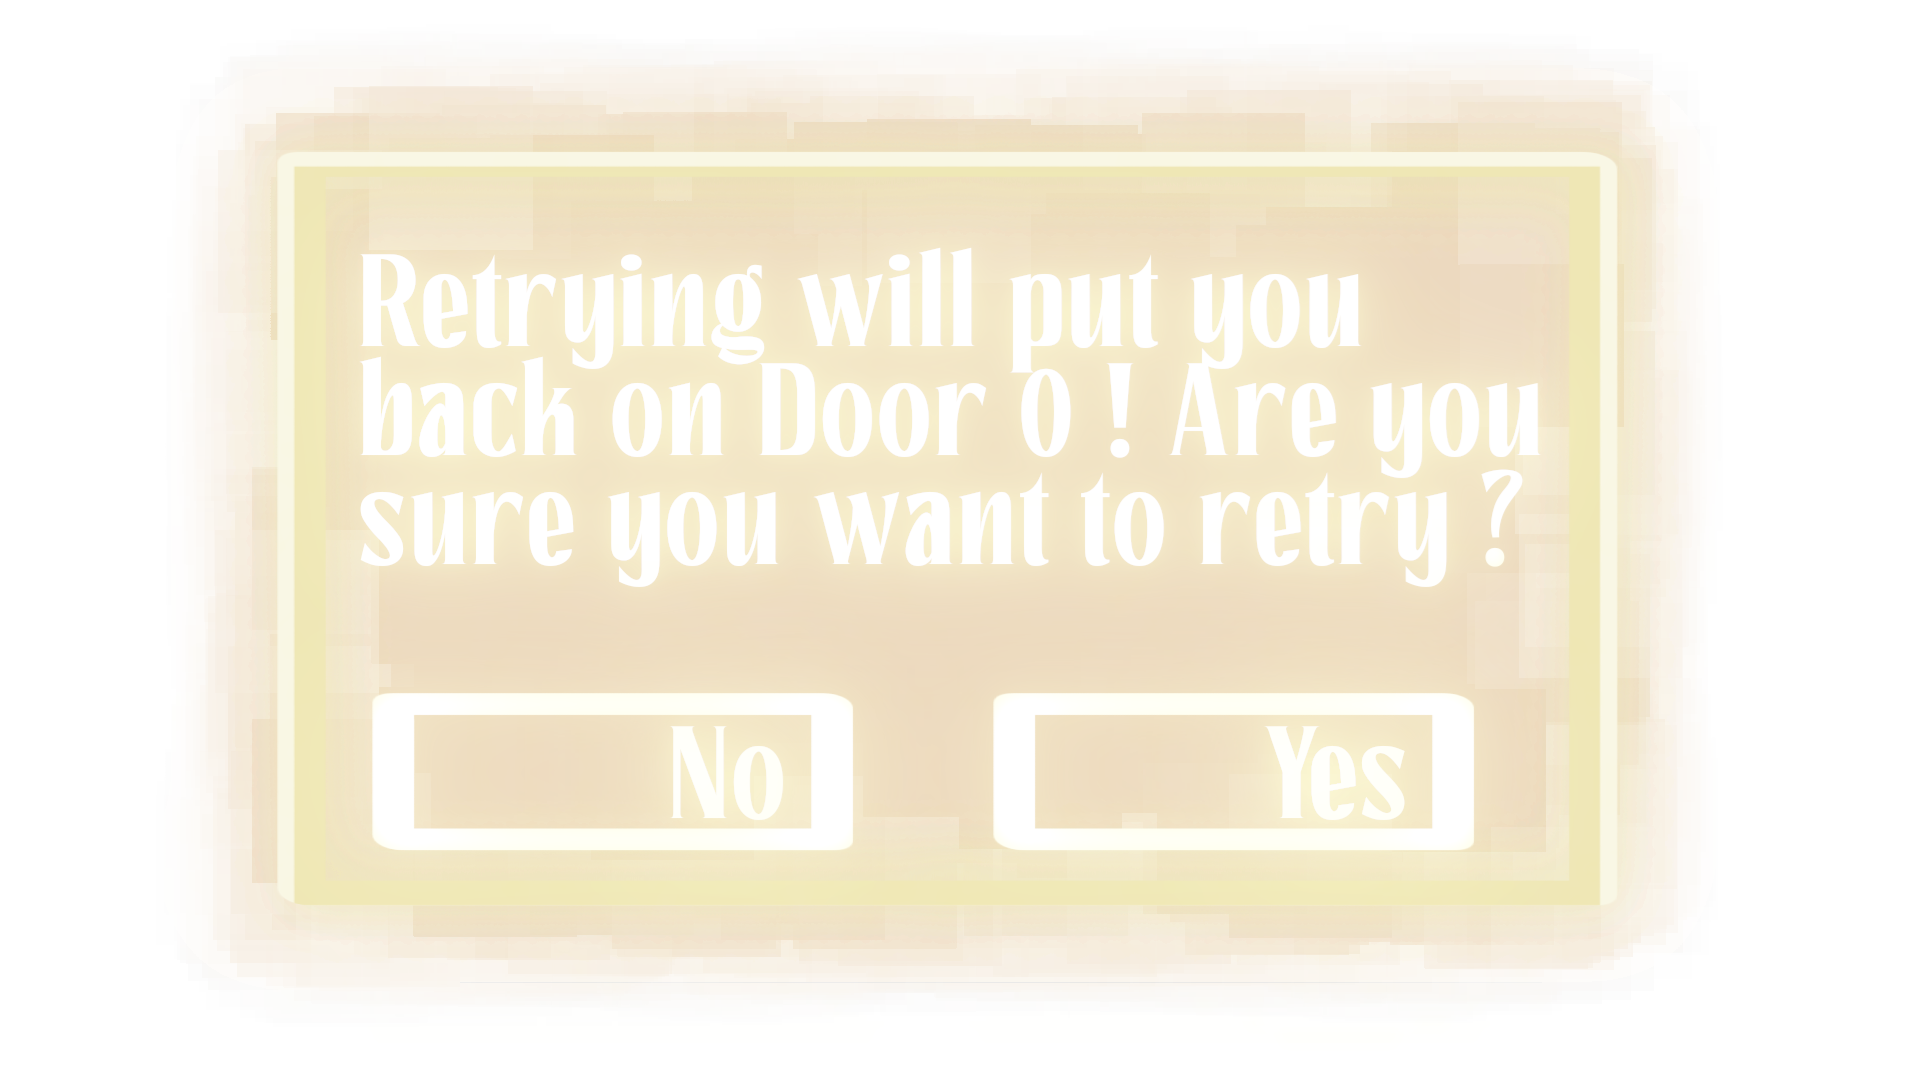 Retrying will put you
back on Door 0 ! Are you
sure you want to retry ?
No
Yes